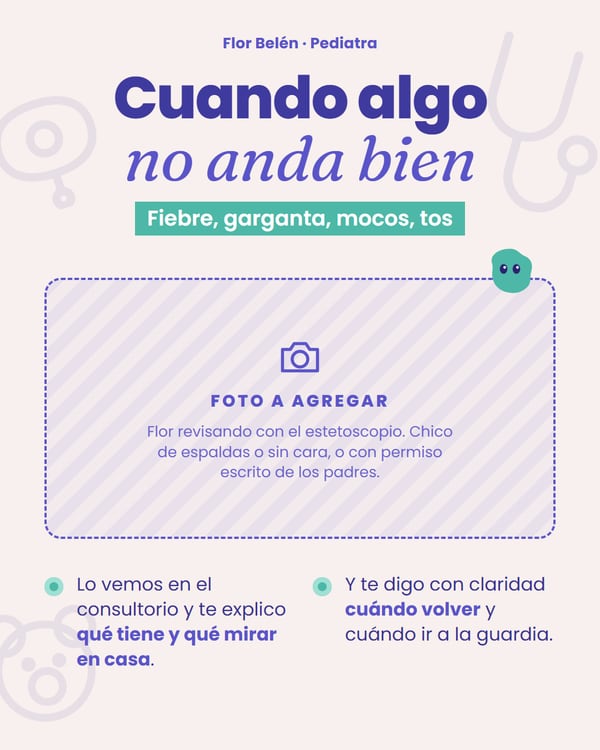 Flor Belén · Pediatra
Cuando algo
no anda bien
Fiebre, garganta, mocos, tos
FOTO A AGREGAR
Flor revisando con el estetoscopio. Chico
de espaldas o sin cara, o con permiso
escrito de los padres.
Lo vemos en el
consultorio y te explico
qué tiene y qué mirar
en casa.
Y te digo con claridad
cuándo volver y
cuándo ir a la guardia.